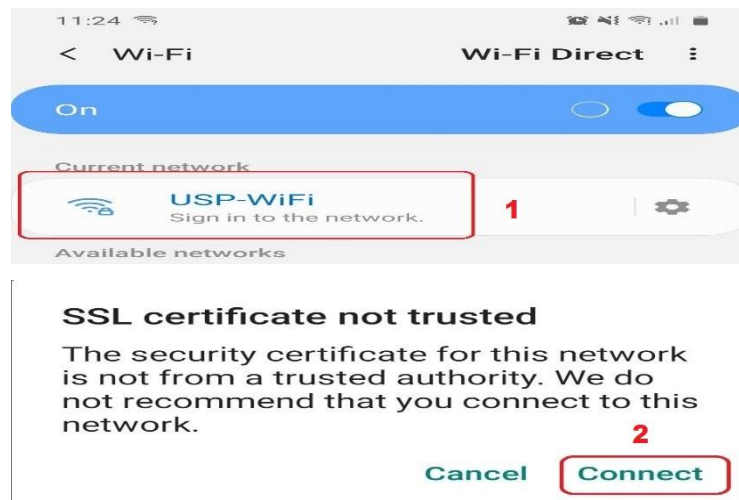 11:24
< Wi-Fi Wi-Fi Direct
On
Current network
USP-WiFi
Sign in to the network.
1
Available networks
SSL certificate not trusted
The security certificate for this network
is not from a trusted authority. We do
not recommend that you connect to this
network.
2
Cancel Connect